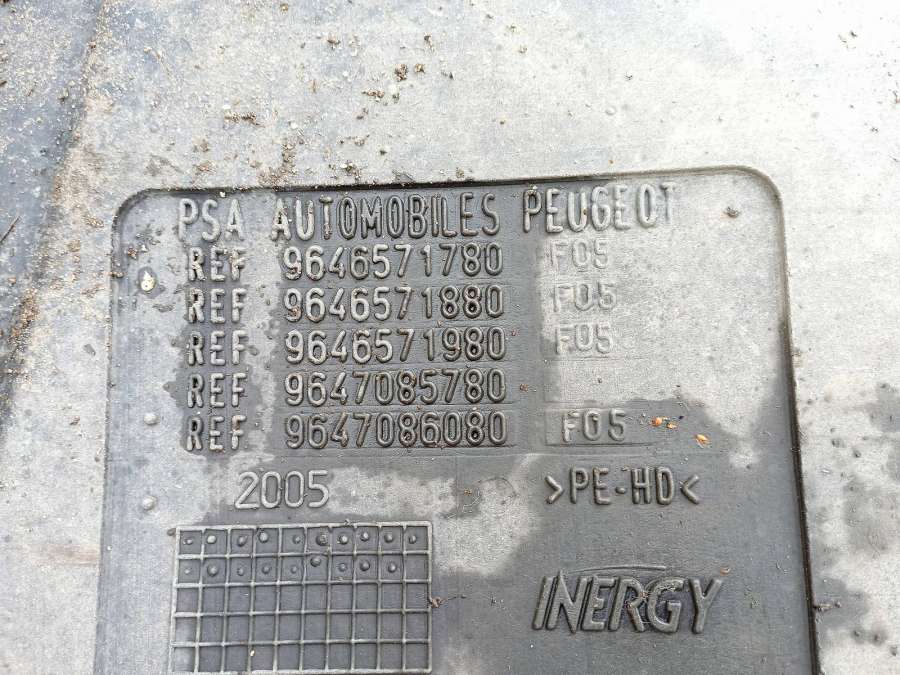 PSA AUTOMOBILES PEUGEOT
REF 9646571780 F05
REF 9646571880 F05
REF 9646571980 F05
REF 9647085780
REF 9647086080 F05
2005 >PE-HD<
INERGY